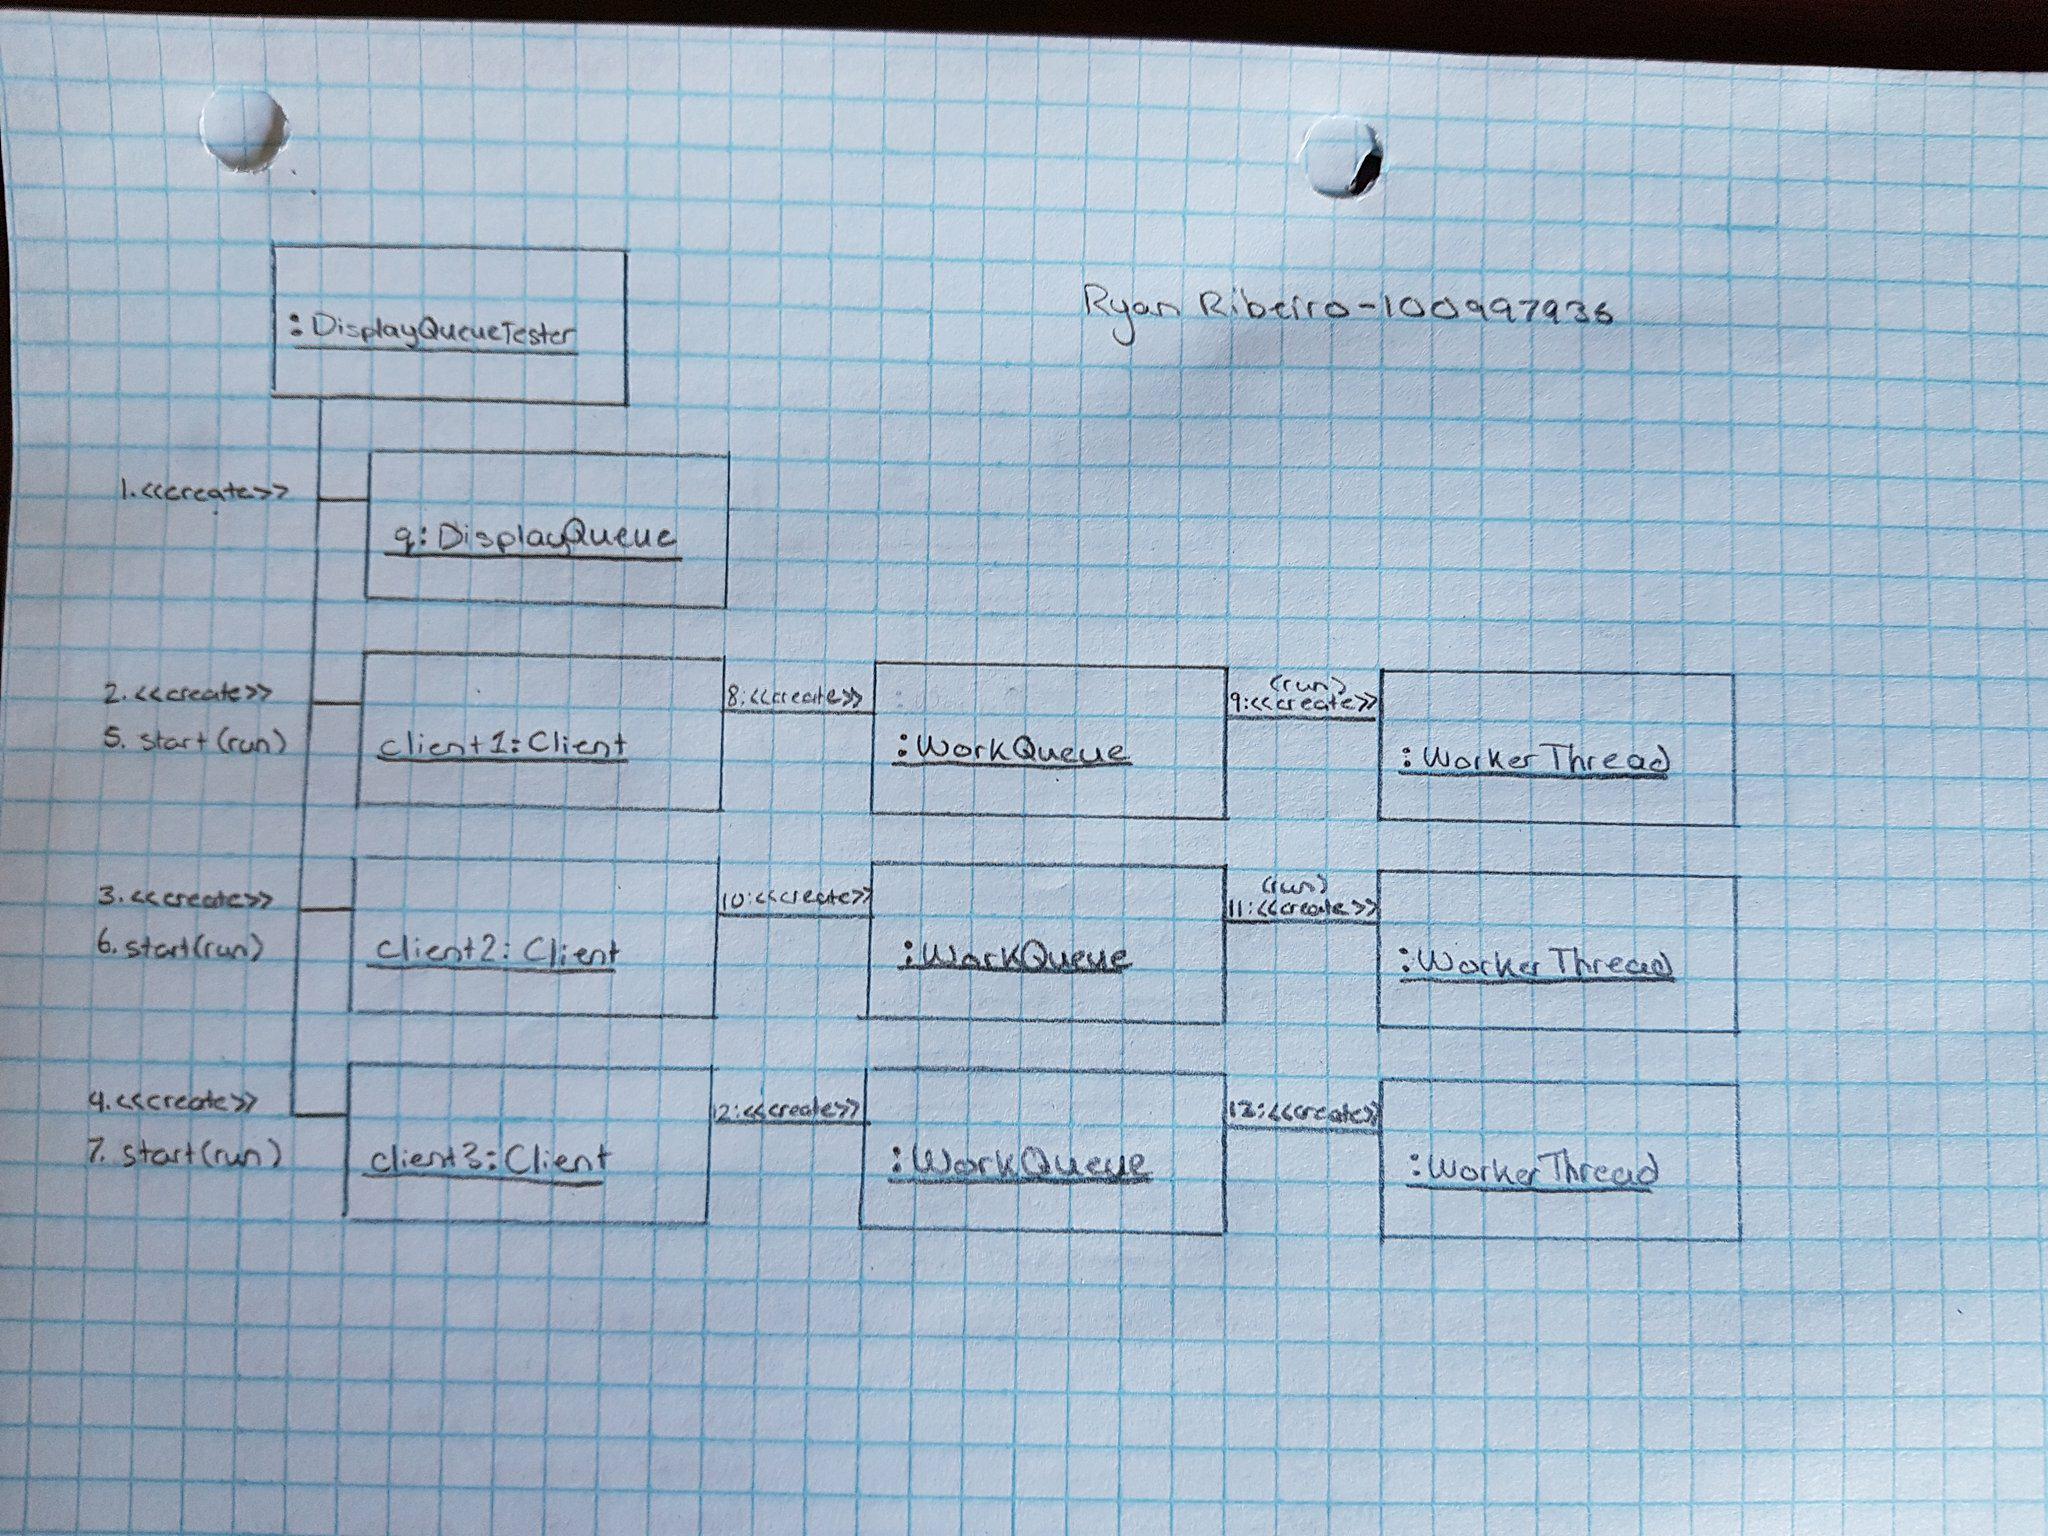 :DisplayQueueTester
Ryan Ribeiro-100997936
1.<<create>>
q:DisplayQueue
2.<<create>>
5. start(run)
client1:Client
8:<<create>>
:WorkQueue
(run)
9:<<create>>
:WorkerThread
3.<<create>>
6. start(run)
client2:Client
10:<<create>>
:WorkQueue
(run)
11:<<create>>
:WorkerThread
4.<<create>>
7. start(run)
client3:Client
12:<<create>>
:WorkQueue
13:<<create>>
:WorkerThread